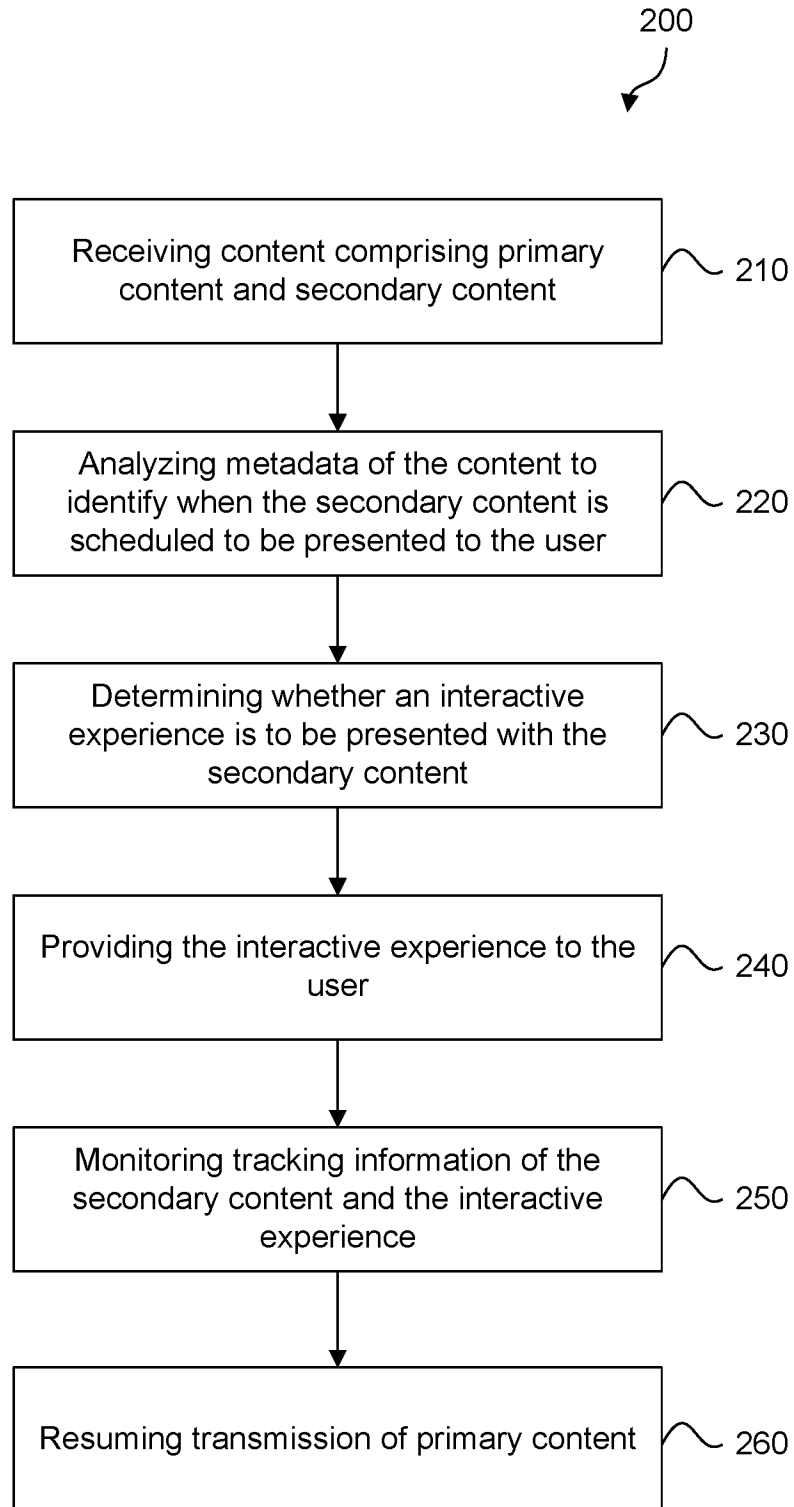 200
Receiving content comprising primary
content and secondary content
210
Analyzing metadata of the content to
identify when the secondary content is
scheduled to be presented to the user
220
Determining whether an interactive
experience is to be presented with the
secondary content
230
Providing the interactive experience to the
user
240
Monitoring tracking information of the
secondary content and the interactive
experience
250
Resuming transmission of primary content
260